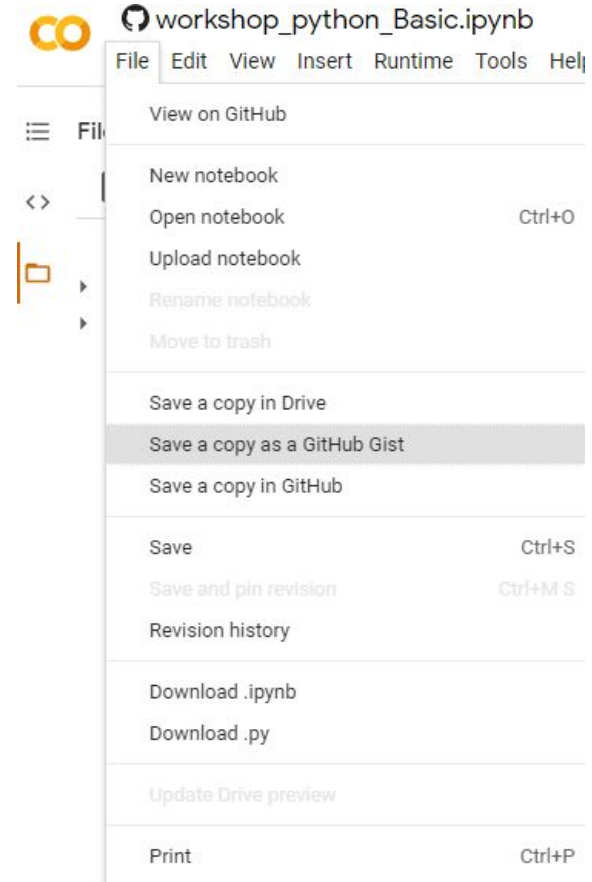 CO workshop_python_Basic.ipynb
File Edit View Insert Runtime Tools Help
View on GitHub
Fil
New notebook
<>
Open notebook Ctrl+O
Upload notebook
Rename notebook
Move to trash
Save a copy in Drive
Save a copy as a GitHub Gist
Save a copy in GitHub
Save Ctrl+S
Save and pin revision Ctrl+M S
Revision history
Download .ipynb
Download .py
Update Drive preview
Print Ctrl+P